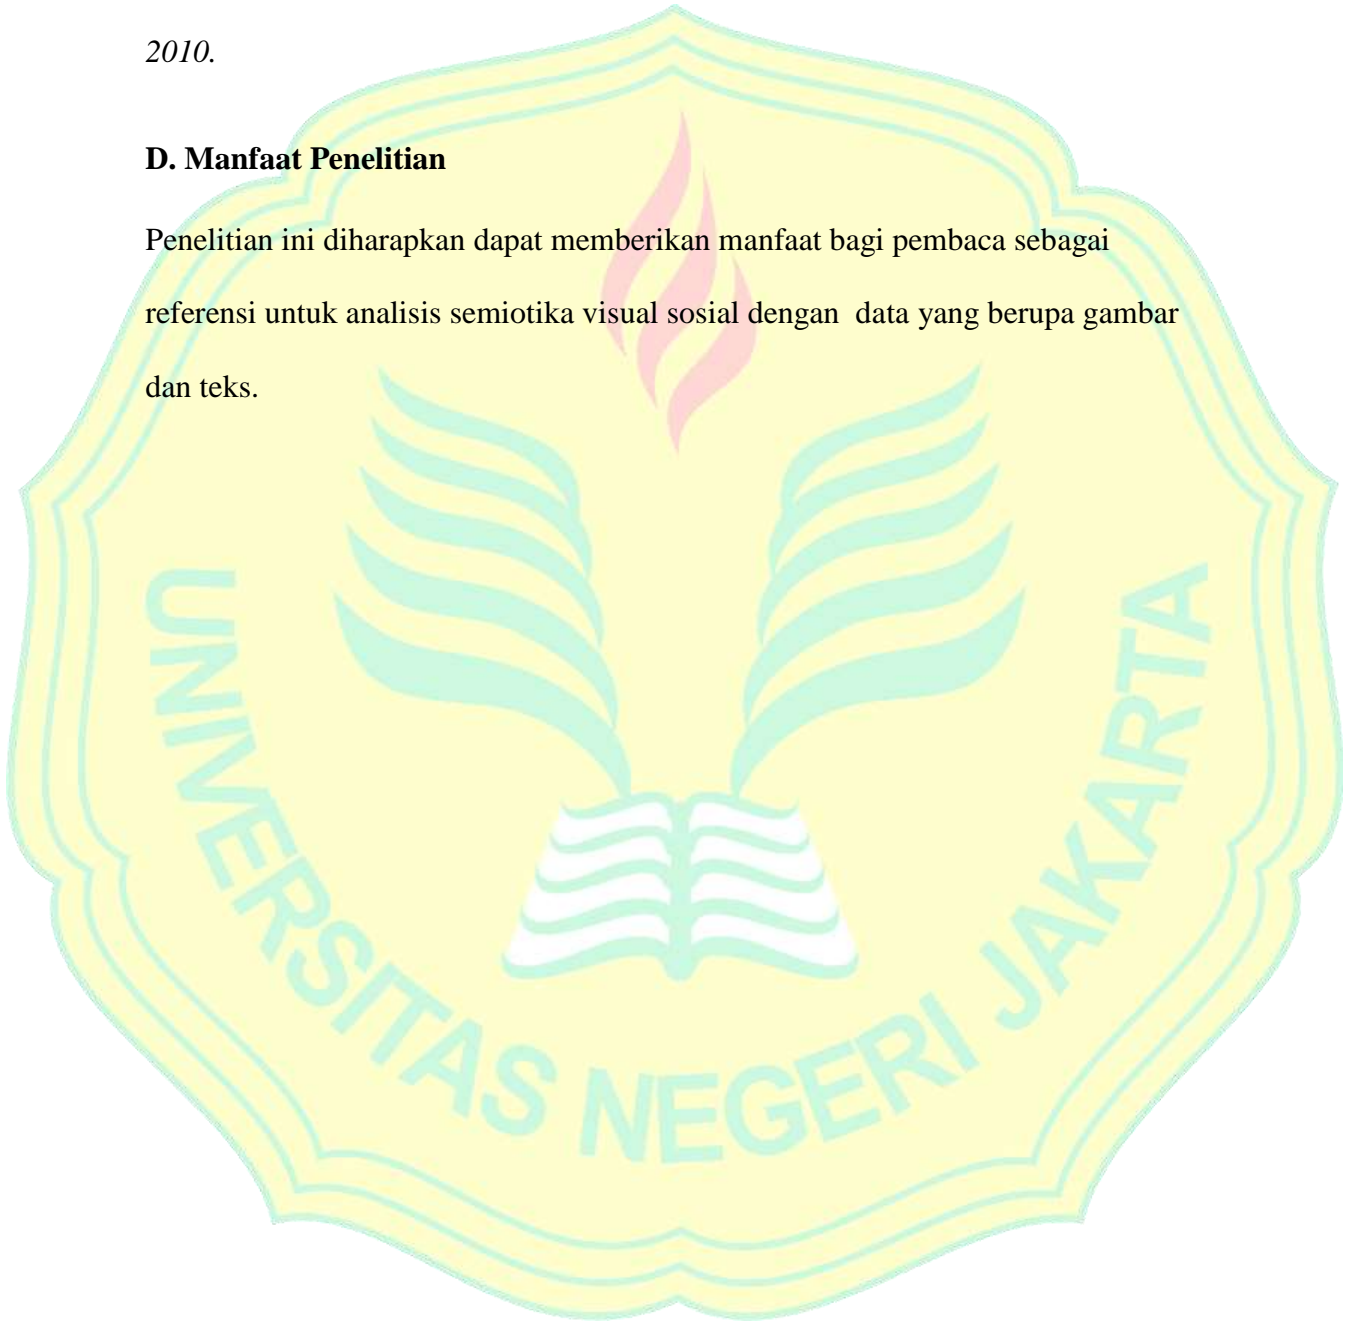 2010.
D. Manfaat Penelitian
Penelitian ini diharapkan dapat memberikan manfaat bagi pembaca sebagai
referensi untuk analisis semiotika visual sosial dengan  data yang berupa gambar
dan teks.
UNIVERSITAS NEGERI JAKARTA